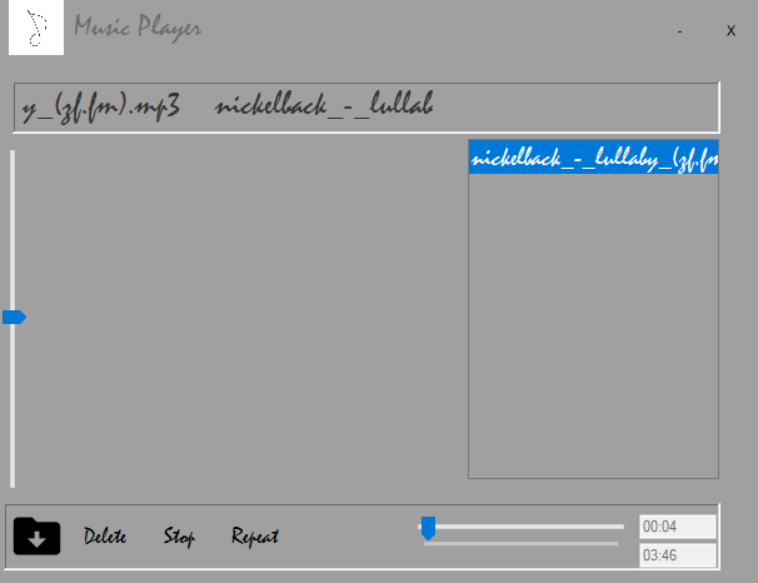 Music Player
- X
y_(zf.fm).mp3 nickelback_-_lullab
nickelback_-_lullaby_(zf.fm
Delete Stop Repeat
00:04
03:46